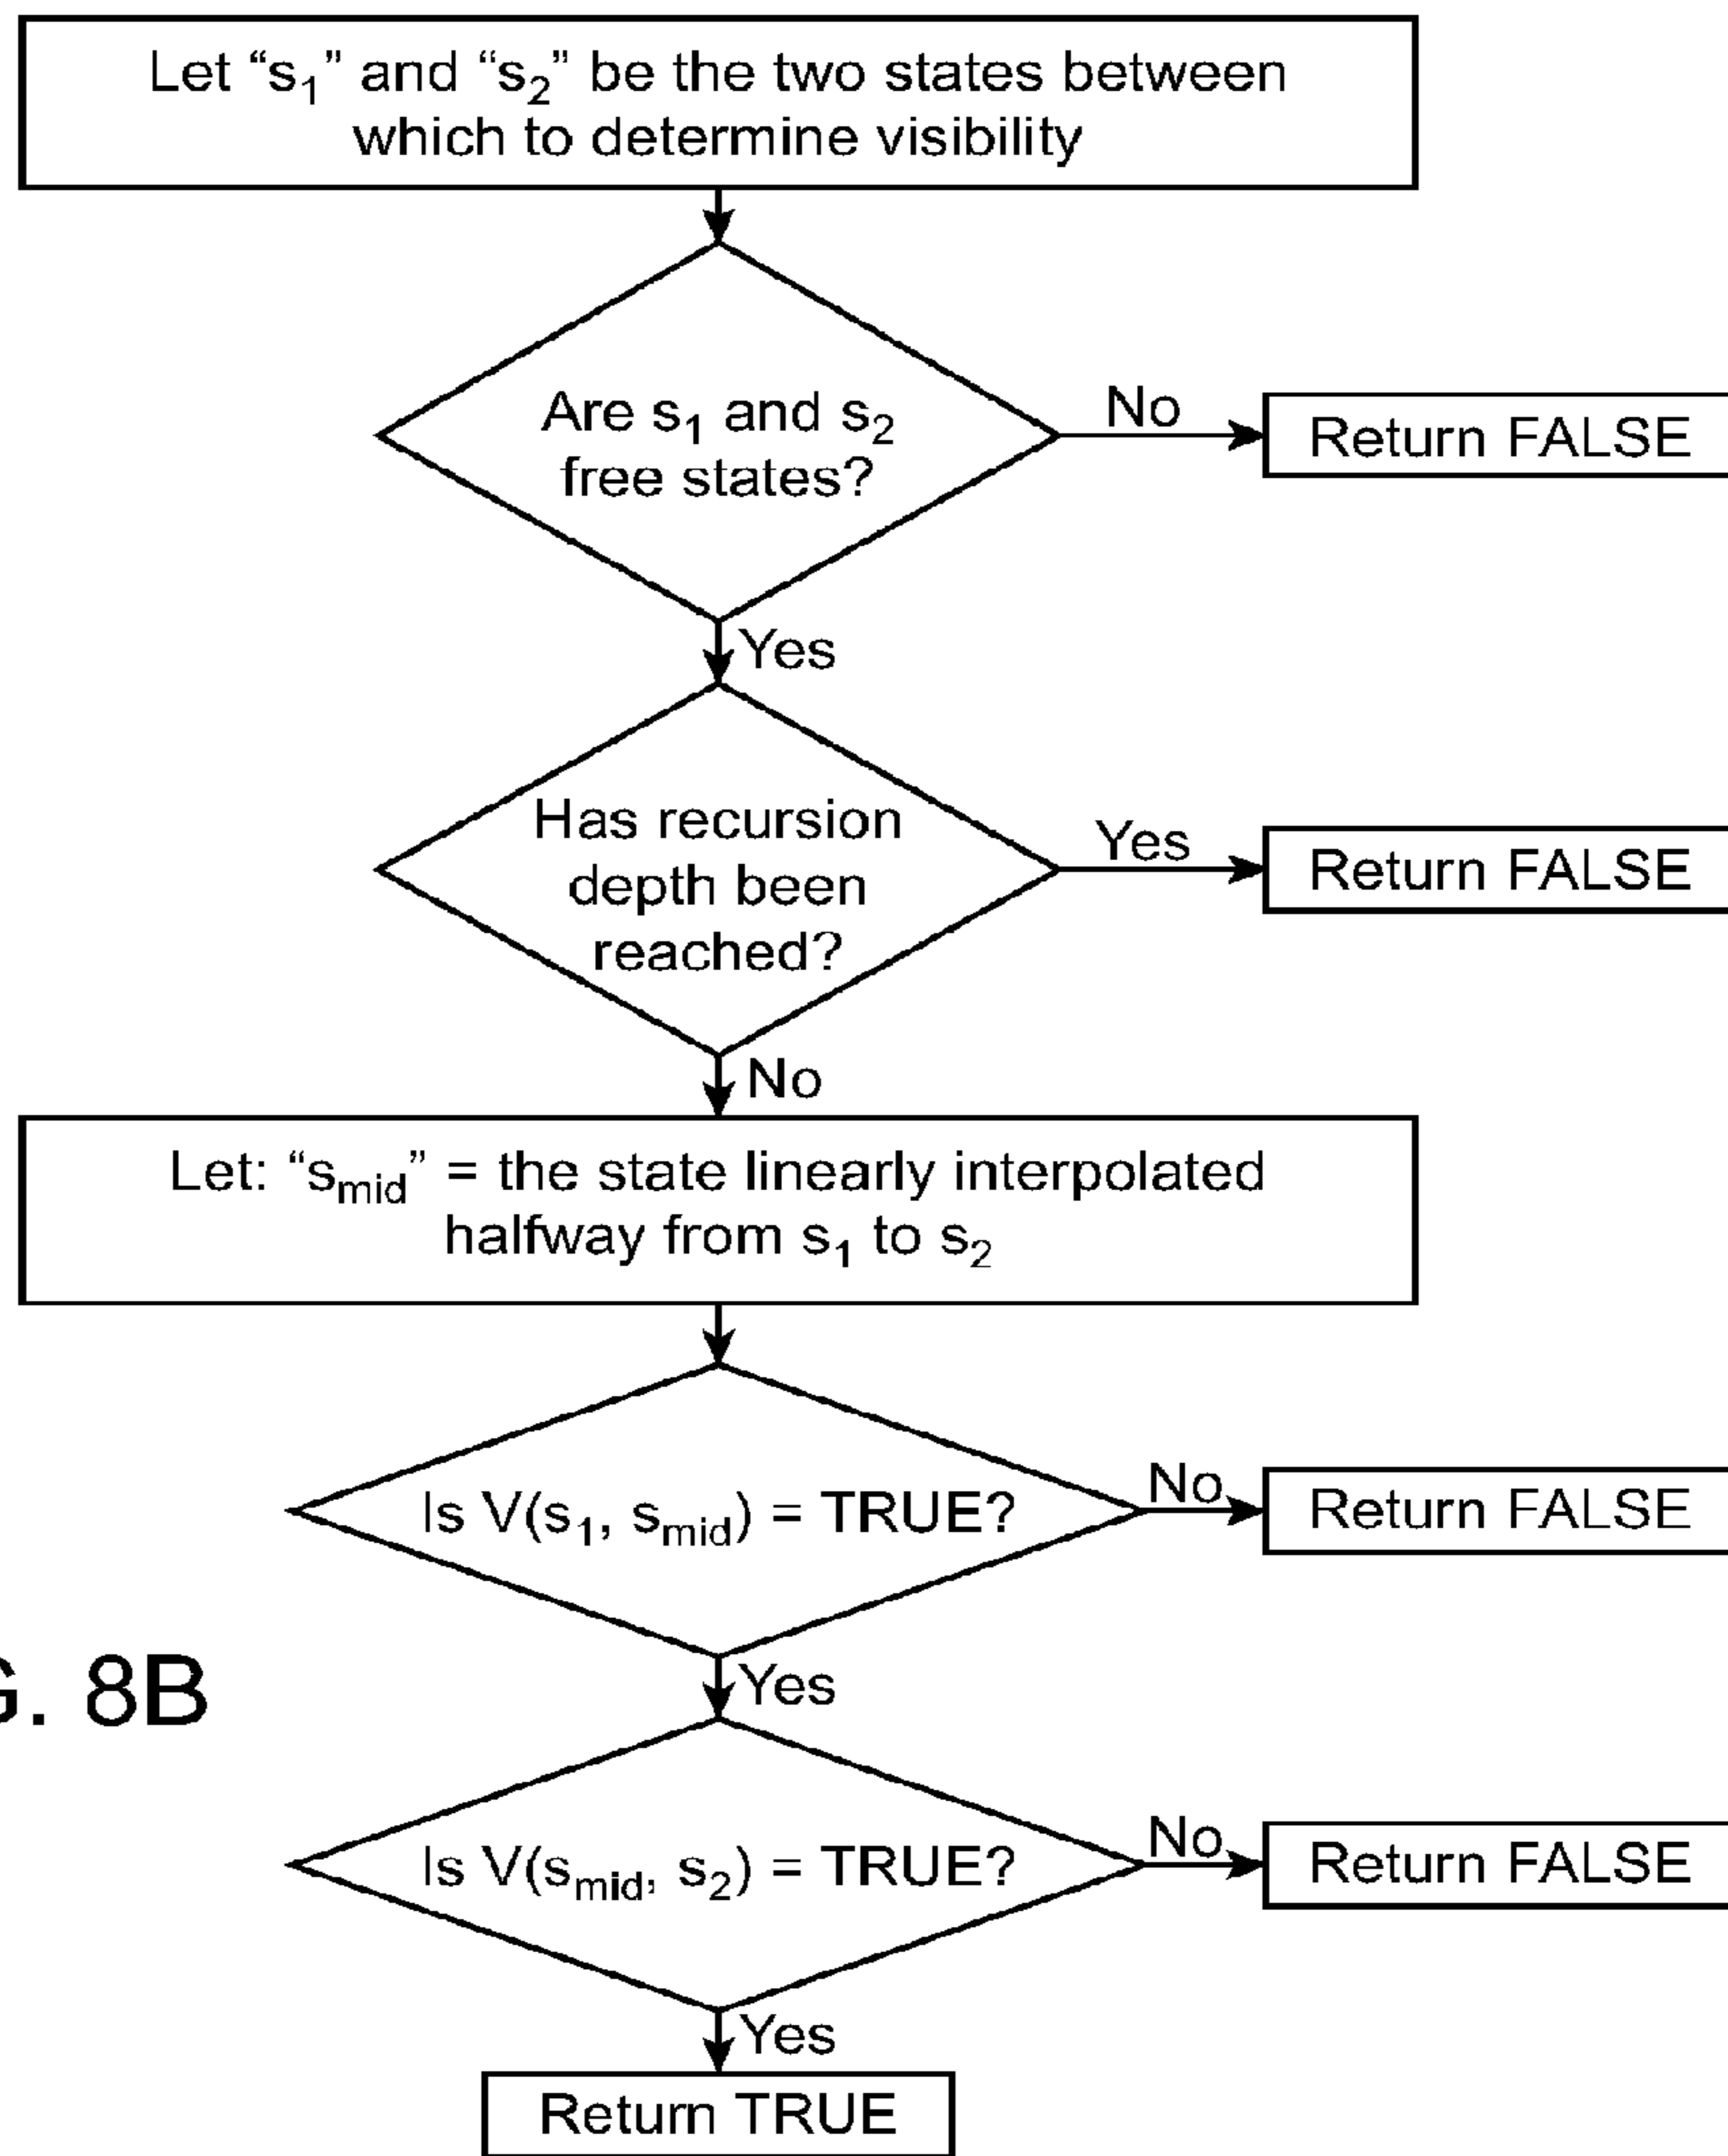 Let “s₁” and “s₂” be the two states between
which to determine visibility
Are s₁ and s₂
free states?
No
Return FALSE
Yes
Has recursion
depth been
reached?
Yes
Return FALSE
No
Let: “s_mid” = the state linearly interpolated
halfway from s₁ to s₂
Is V(s₁, s_mid) = TRUE?
No
Return FALSE
Yes
G. 8B
Is V(s_mid, s₂) = TRUE?
No
Return FALSE
Yes
Return TRUE